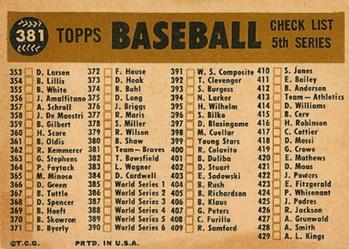 381 TOPPS BASEBALL CHECK LIST 5th SERIES
353 D. Larsen
354 B. Lillis
355 B. White
356 J. Amalfitano
357 A. Schroll
358 J. De Maestri
359 B. Gilbert
360 H. Score
361 B. Oldis
362 R. Kemmerer
363 G. Stephens
364 P. Foytack
365 M. Minoso
366 D. Green
367 B. Tuttle
368 D. Spencer
369 B. Hoeft
370 B. Skowron
371 B. Byerly
372 F. House
373 D. Hoak
374 B. Buhl
375 D. Long
376 J. Briggs
377 R. Maris
378 S. Miller
379 R. Wilson
380 B. Show
381 Team—Braves
382 T. Bowsfield
383 L. Wagner
384 D. Cardwell
385 World Series 1
386 World Series 2
387 World Series 3
388 World Series 4
389 World Series 5
390 World Series 6
391 W. S. Composite
392 T. Clevenger
393 S. Burgess
394 H. Larker
395 H. Wilhelm
396 S. Bilko
397 D. Blasingame
398 M. Cuellar
399 Young Stars
400 R. Colavito
401 B. Duliba
402 D. Stuart
403 E. Sadowski
404 B. Rush
405 B. Richardson
406 B. Klaus
407 G. Peters
408 C. Furillo
409 R. Samford
410 S. Jones
411 E. Bailey
412 B. Anderson
413 Team—Athletics
414 D. Williams
415 B. Cerv
416 H. Robinson
417 C. Cottier
418 D. Mossi
419 G. Crowe
420 E. Mathews
421 D. Macon
422 J. Powers
423 E. Fitzgerald
424 P. Whisenant
425 J. Podres
426 R. Jackson
427 A. Grunwald
428 A. Smith
429 A. L. Kings
©T.C.G. PRTD. IN U.S.A.